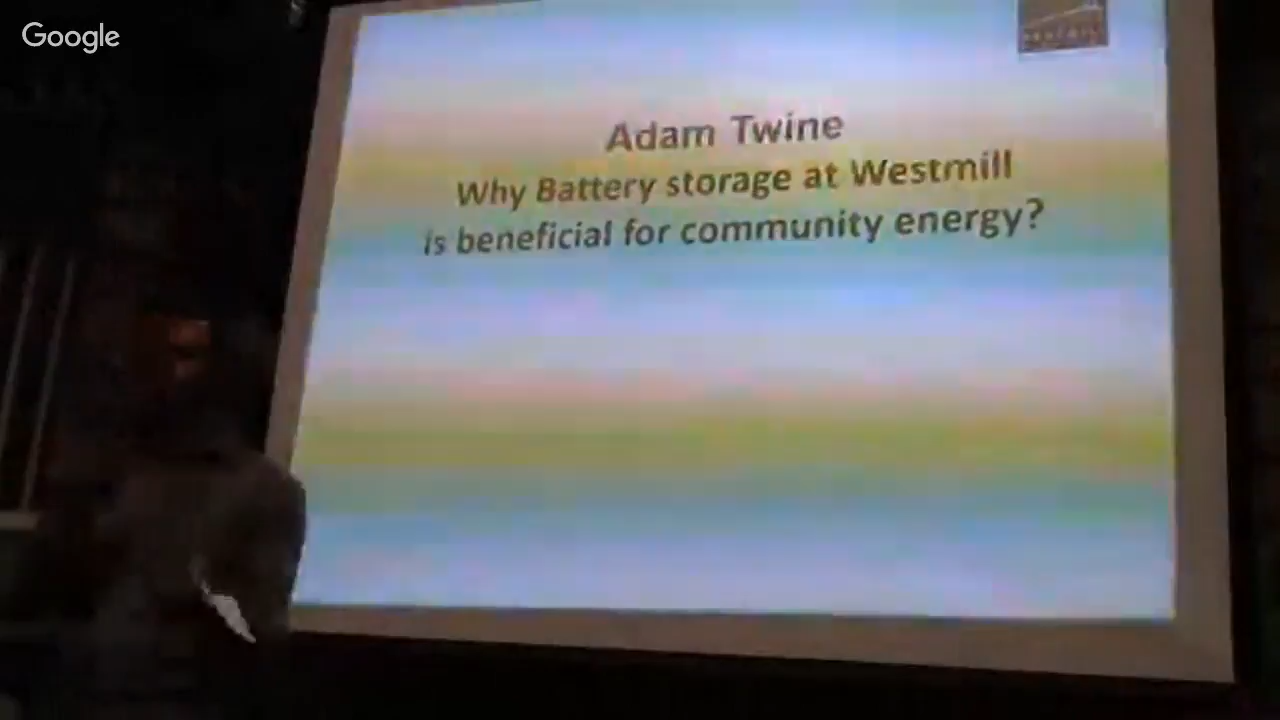 Google
Adam Twine
Why Battery storage at Westmill
is beneficial for community energy?